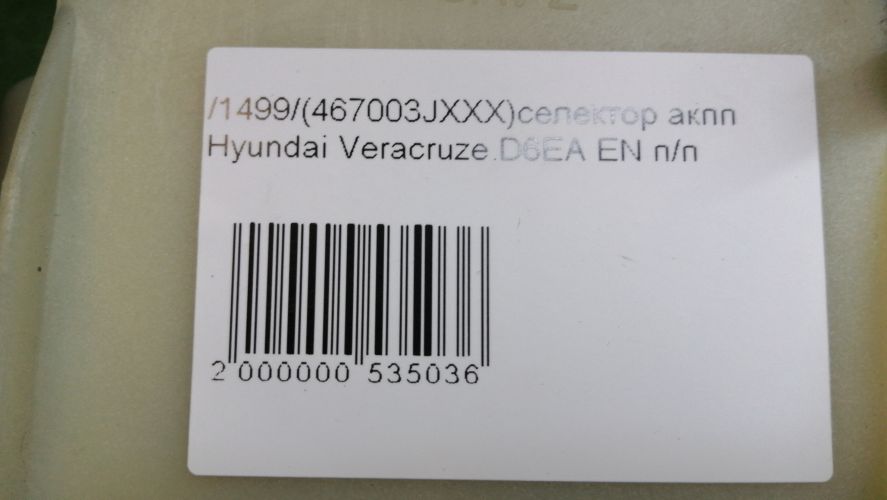 /1499/(467003JXXX)селектор акпп
Hyundai Veracruze.D6EA EN п/п
2 000000 535036